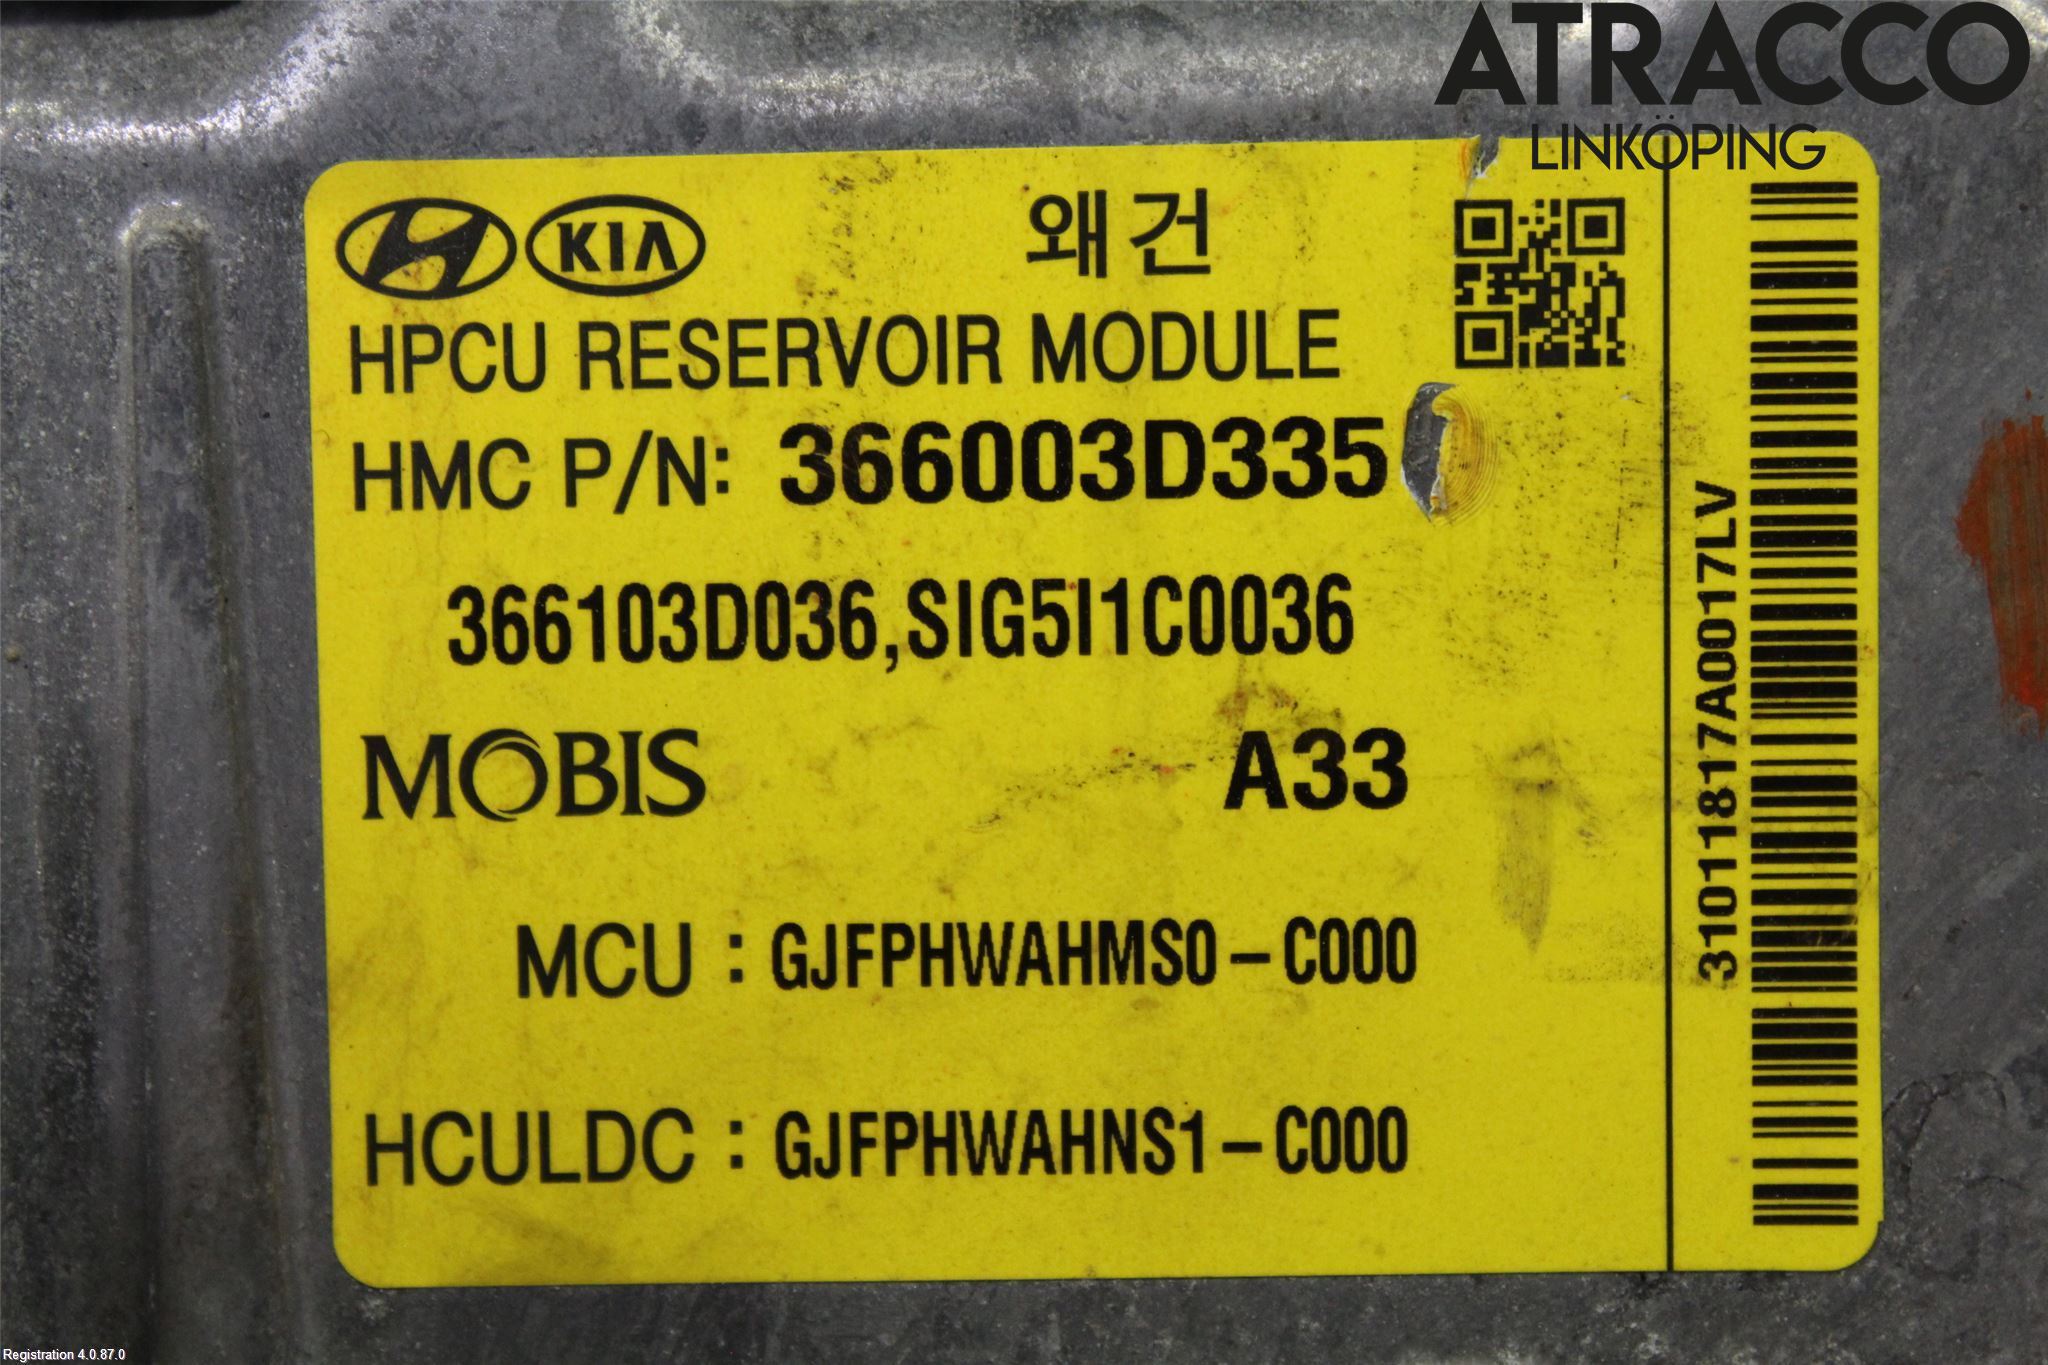 ATRACCO
LINKÖPING
KIA 왜건
HPCU RESERVOIR MODULE
HMC P/N: 366003D335
366103D036,SIG5I1C0036
MOBIS A33
MCU : GJFPHWAHMS0-C000
HCULDC : GJFPHWAHNS1-C000
31011817A0017LV
Registration 4.0.87.0